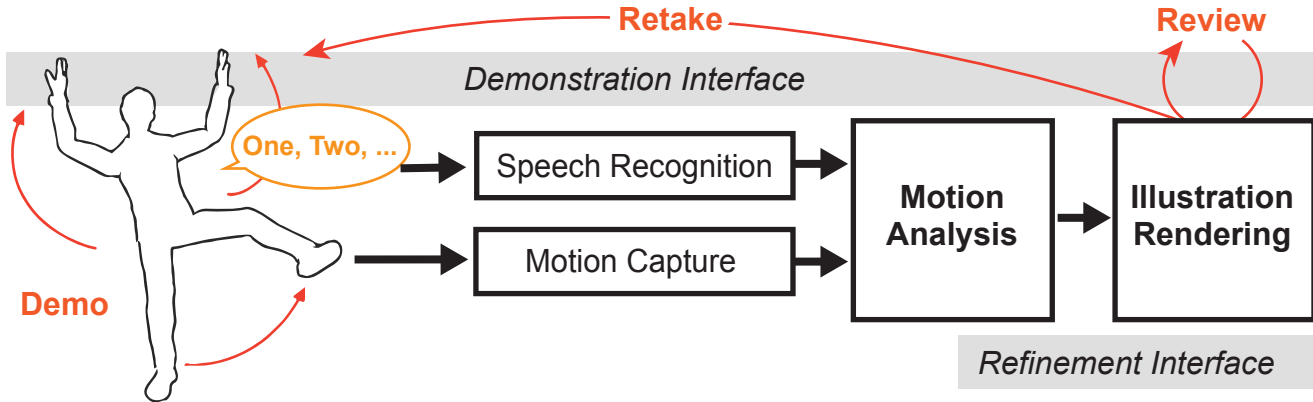 Retake
Review
Demonstration Interface
One, Two, ...
Speech Recognition
Motion
Analysis
Illustration
Rendering
Motion Capture
Demo
Refinement Interface